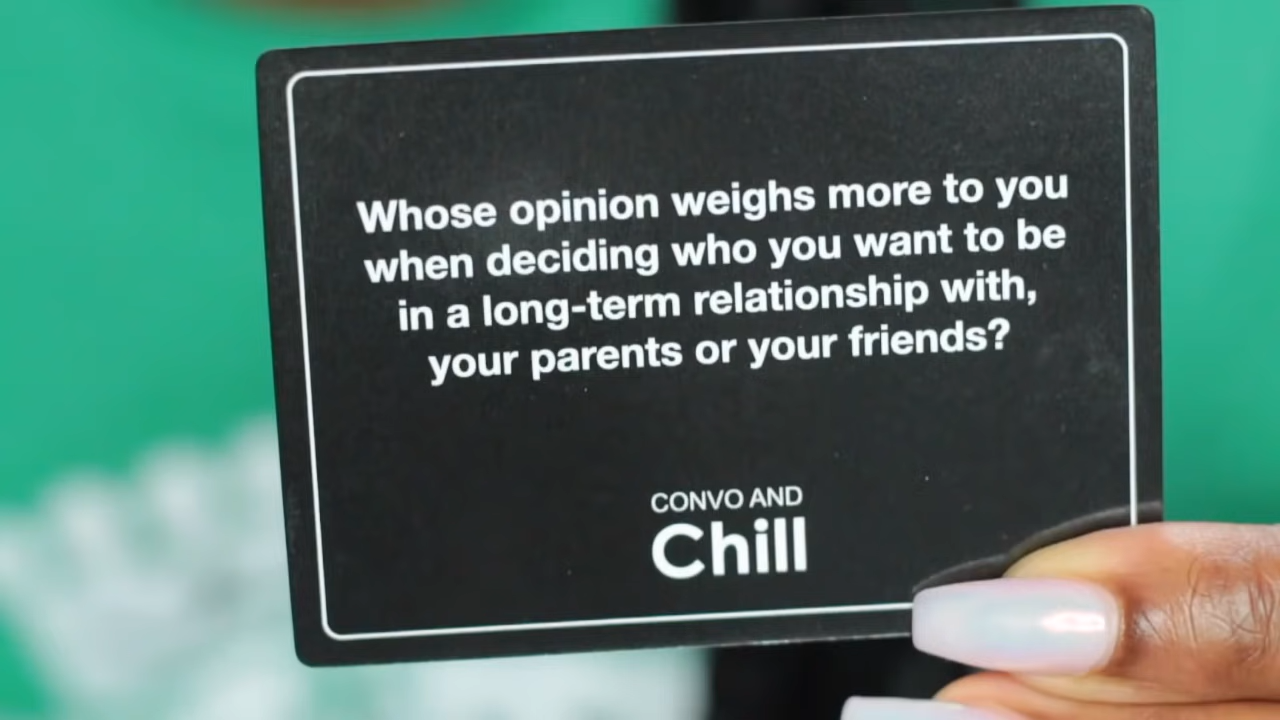 Whose opinion weighs more to you
when deciding who you want to be
in a long-term relationship with,
your parents or your friends?
CONVO AND
Chill